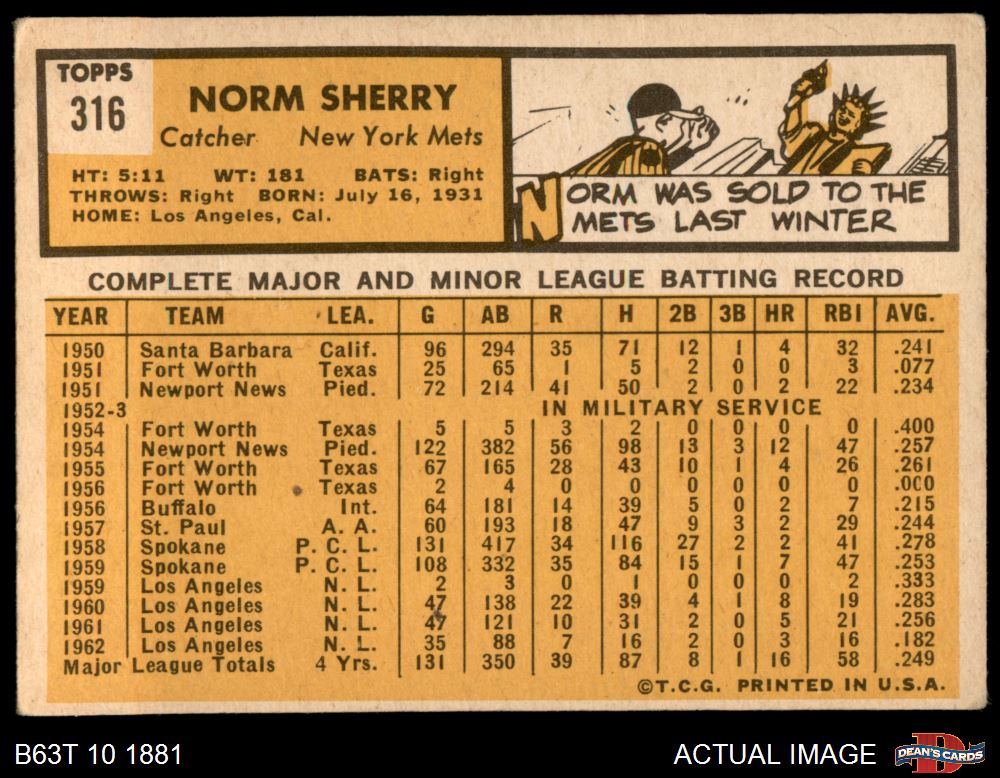 TOPPS
316
NORM SHERRY
Catcher New York Mets
HT: 5:11 WT: 181 BATS: Right
THROWS: Right BORN: July 16, 1931
HOME: Los Angeles, Cal.
NORM WAS SOLD TO THE
METS LAST WINTER
COMPLETE MAJOR AND MINOR LEAGUE BATTING RECORD
YEAR TEAM LEA. G AB R H 2B 3B HR RBI AVG.
1950 Santa Barbara Calif. 96 294 35 71 12 1 4 32 .241
1951 Fort Worth Texas 25 65 1 5 2 0 0 3 .077
1951 Newport News Pied. 72 214 41 50 2 0 2 22 .234
1952-3 IN MILITARY SERVICE
1954 Fort Worth Texas 5 5 3 2 0 0 0 0 .400
1954 Newport News Pied. 122 382 56 98 13 3 12 47 .257
1955 Fort Worth Texas 67 165 28 43 10 1 4 26 .261
1956 Fort Worth Texas 2 4 0 0 0 0 0 0 .000
1956 Buffalo Int. 64 181 14 39 5 0 2 7 .215
1957 St. Paul A. A. 60 193 18 47 9 3 2 29 .244
1958 Spokane P. C. L. 131 417 34 116 27 2 2 41 .278
1959 Spokane P. C. L. 108 332 35 84 15 1 7 47 .253
1959 Los Angeles N. L. 2 3 0 1 0 0 0 2 .333
1960 Los Angeles N. L. 47 138 22 39 4 1 8 19 .283
1961 Los Angeles N. L. 47 121 10 31 2 0 5 21 .256
1962 Los Angeles N. L. 35 88 7 16 2 0 3 16 .182
Major League Totals 4 Yrs. 131 350 39 87 8 1 16 58 .249
©T.C.G. PRINTED IN U.S.A.
B63T 10 1881 ACTUAL IMAGE DEAN'S CARDS